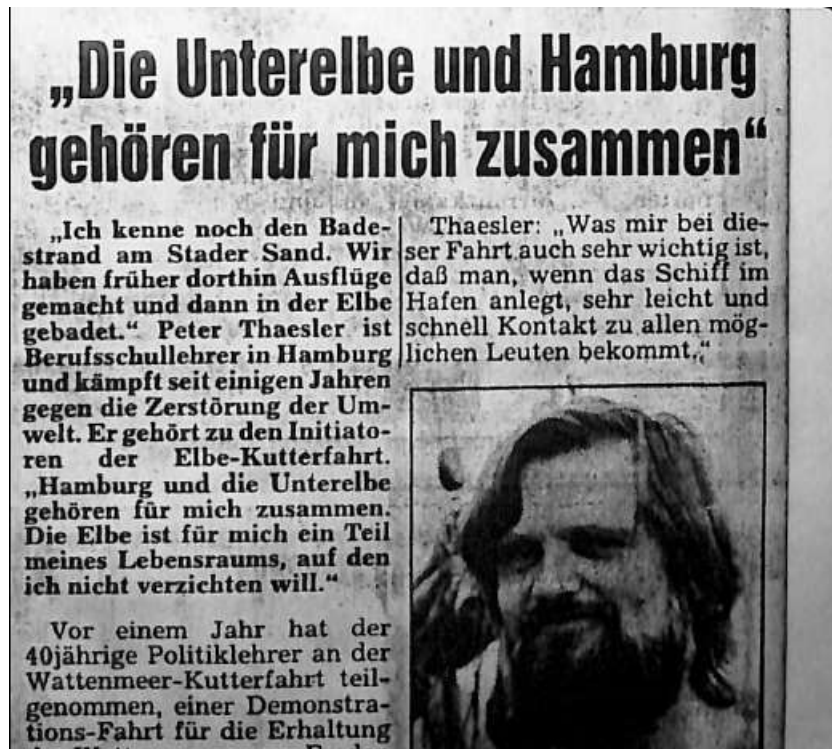 „Die Unterelbe und Hamburg
gehören für mich zusammen“
„Ich kenne noch den Bade-
strand am Stader Sand. Wir
haben früher dorthin Ausflüge
gemacht und dann in der Elbe
gebadet.“ Peter Thaesler ist
Berufsschullehrer in Hamburg
und kämpft seit einigen Jahren
gegen die Zerstörung der Um-
welt. Er gehört zu den Initiato-
ren der Elbe-Kutterfahrt.
„Hamburg und die Unterelbe
gehören für mich zusammen.
Die Elbe ist für mich ein Teil
meines Lebensraums, auf den
ich nicht verzichten will.“
Vor einem Jahr hat der
40jährige Politiklehrer an der
Wattenmeer-Kutterfahrt teil-
genommen, einer Demonstra-
tions-Fahrt für die Erhaltung
Thaesler: „Was mir bei die-
ser Fahrt auch sehr wichtig ist,
daß man, wenn das Schiff im
Hafen anlegt, sehr leicht und
schnell Kontakt zu allen mög-
lichen Leuten bekommt.“